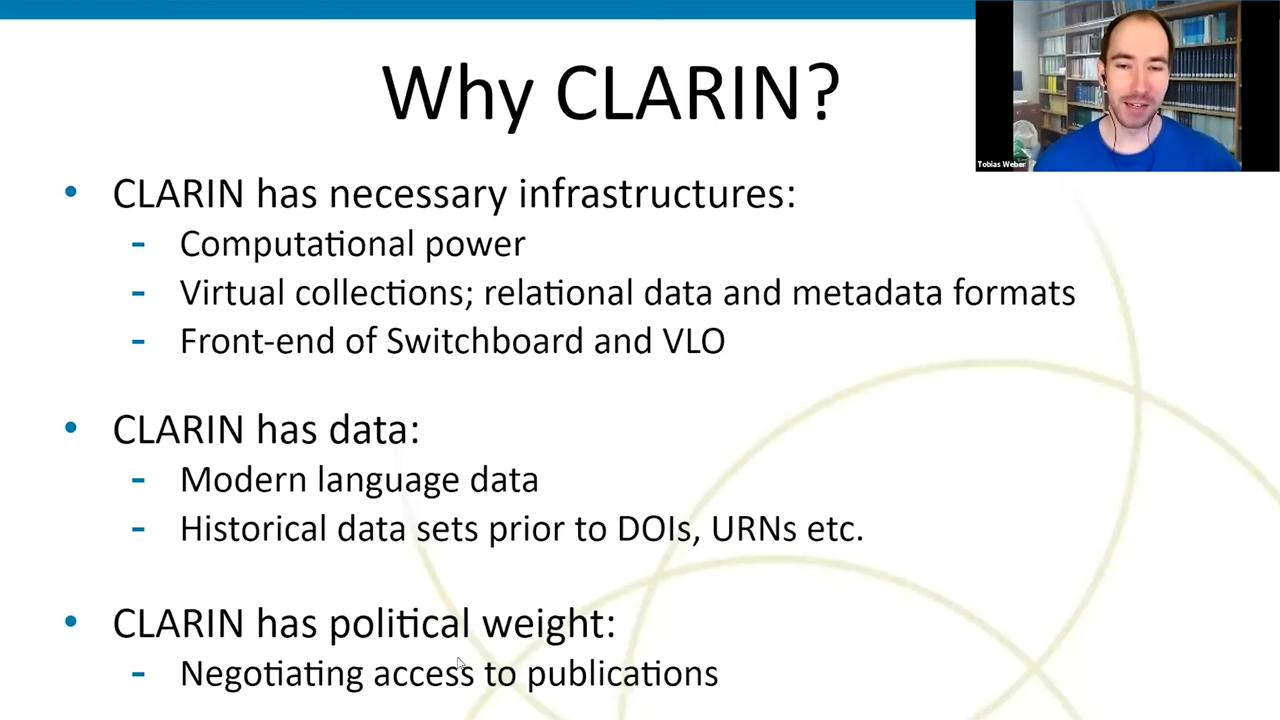 Why CLARIN?
Tobias Weber
• CLARIN has necessary infrastructures:
- Computational power
- Virtual collections; relational data and metadata formats
- Front-end of Switchboard and VLO
• CLARIN has data:
- Modern language data
- Historical data sets prior to DOIs, URNs etc.
• CLARIN has political weight:
- Negotiating access to publications